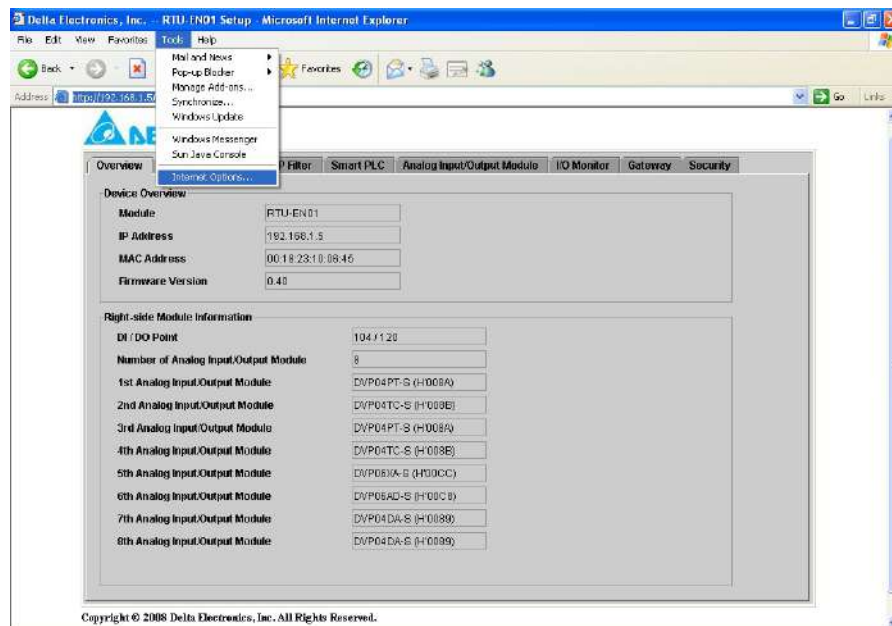 Delta Electronics, Inc. -- RTU-EN01 Setup - Microsoft Internet Explorer
File Edit View Favorites Tools Help
Back Favorites
Address http://192.168.1.5/ Go Links
Mail and News
Pop-up Blocker
Manage Add-ons...
Synchronize...
Windows Update
Windows Messenger
Sun Java Console
Internet Options...
Overview Filter Smart PLC Analog Input/Output Module I/O Monitor Gateway Security
Device Overview
Module RTU-EN01
IP Address 192.168.1.5
MAC Address 00:18:23:10:08:45
Firmware Version 0.40
Right-side Module Information
DI / DO Point 104 / 120
Number of Analog Input/Output Module 8
1st Analog Input/Output Module DVP04PT-S (H'008A)
2nd Analog Input/Output Module DVP04TC-S (H'008B)
3rd Analog Input/Output Module DVP04PT-S (H'008A)
4th Analog Input/Output Module DVP04TC-S (H'008B)
5th Analog Input/Output Module DVP06XA-S (H'00CC)
6th Analog Input/Output Module DVP06AD-S (H'00C8)
7th Analog Input/Output Module DVP04DA-S (H'0089)
8th Analog Input/Output Module DVP04DA-S (H'0089)
Copyright © 2008 Delta Electronics, Inc. All Rights Reserved.